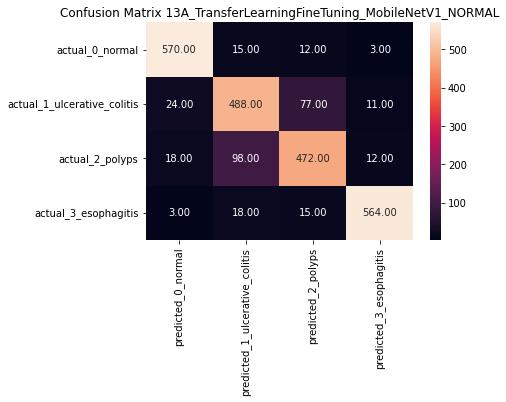 Confusion Matrix 13A_TransferLearningFineTuning_MobileNetV1_NORMAL
actual_0_normal 570.00 15.00 12.00 3.00
actual_1_ulcerative_colitis 24.00 488.00 77.00 11.00
actual_2_polyps 18.00 98.00 472.00 12.00
actual_3_esophagitis 3.00 18.00 15.00 564.00
predicted_0_normal
predicted_1_ulcerative_colitis
predicted_2_polyps
predicted_3_esophagitis
500
400
300
200
100